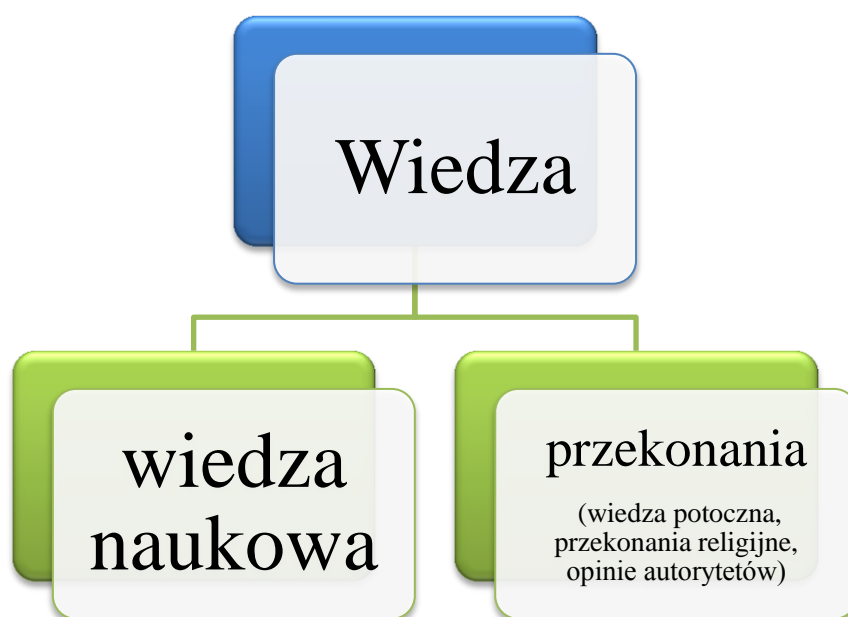 Wiedza
wiedza
naukowa
przekonania
(wiedza potoczna,
przekonania religijne,
opinie autorytetów)